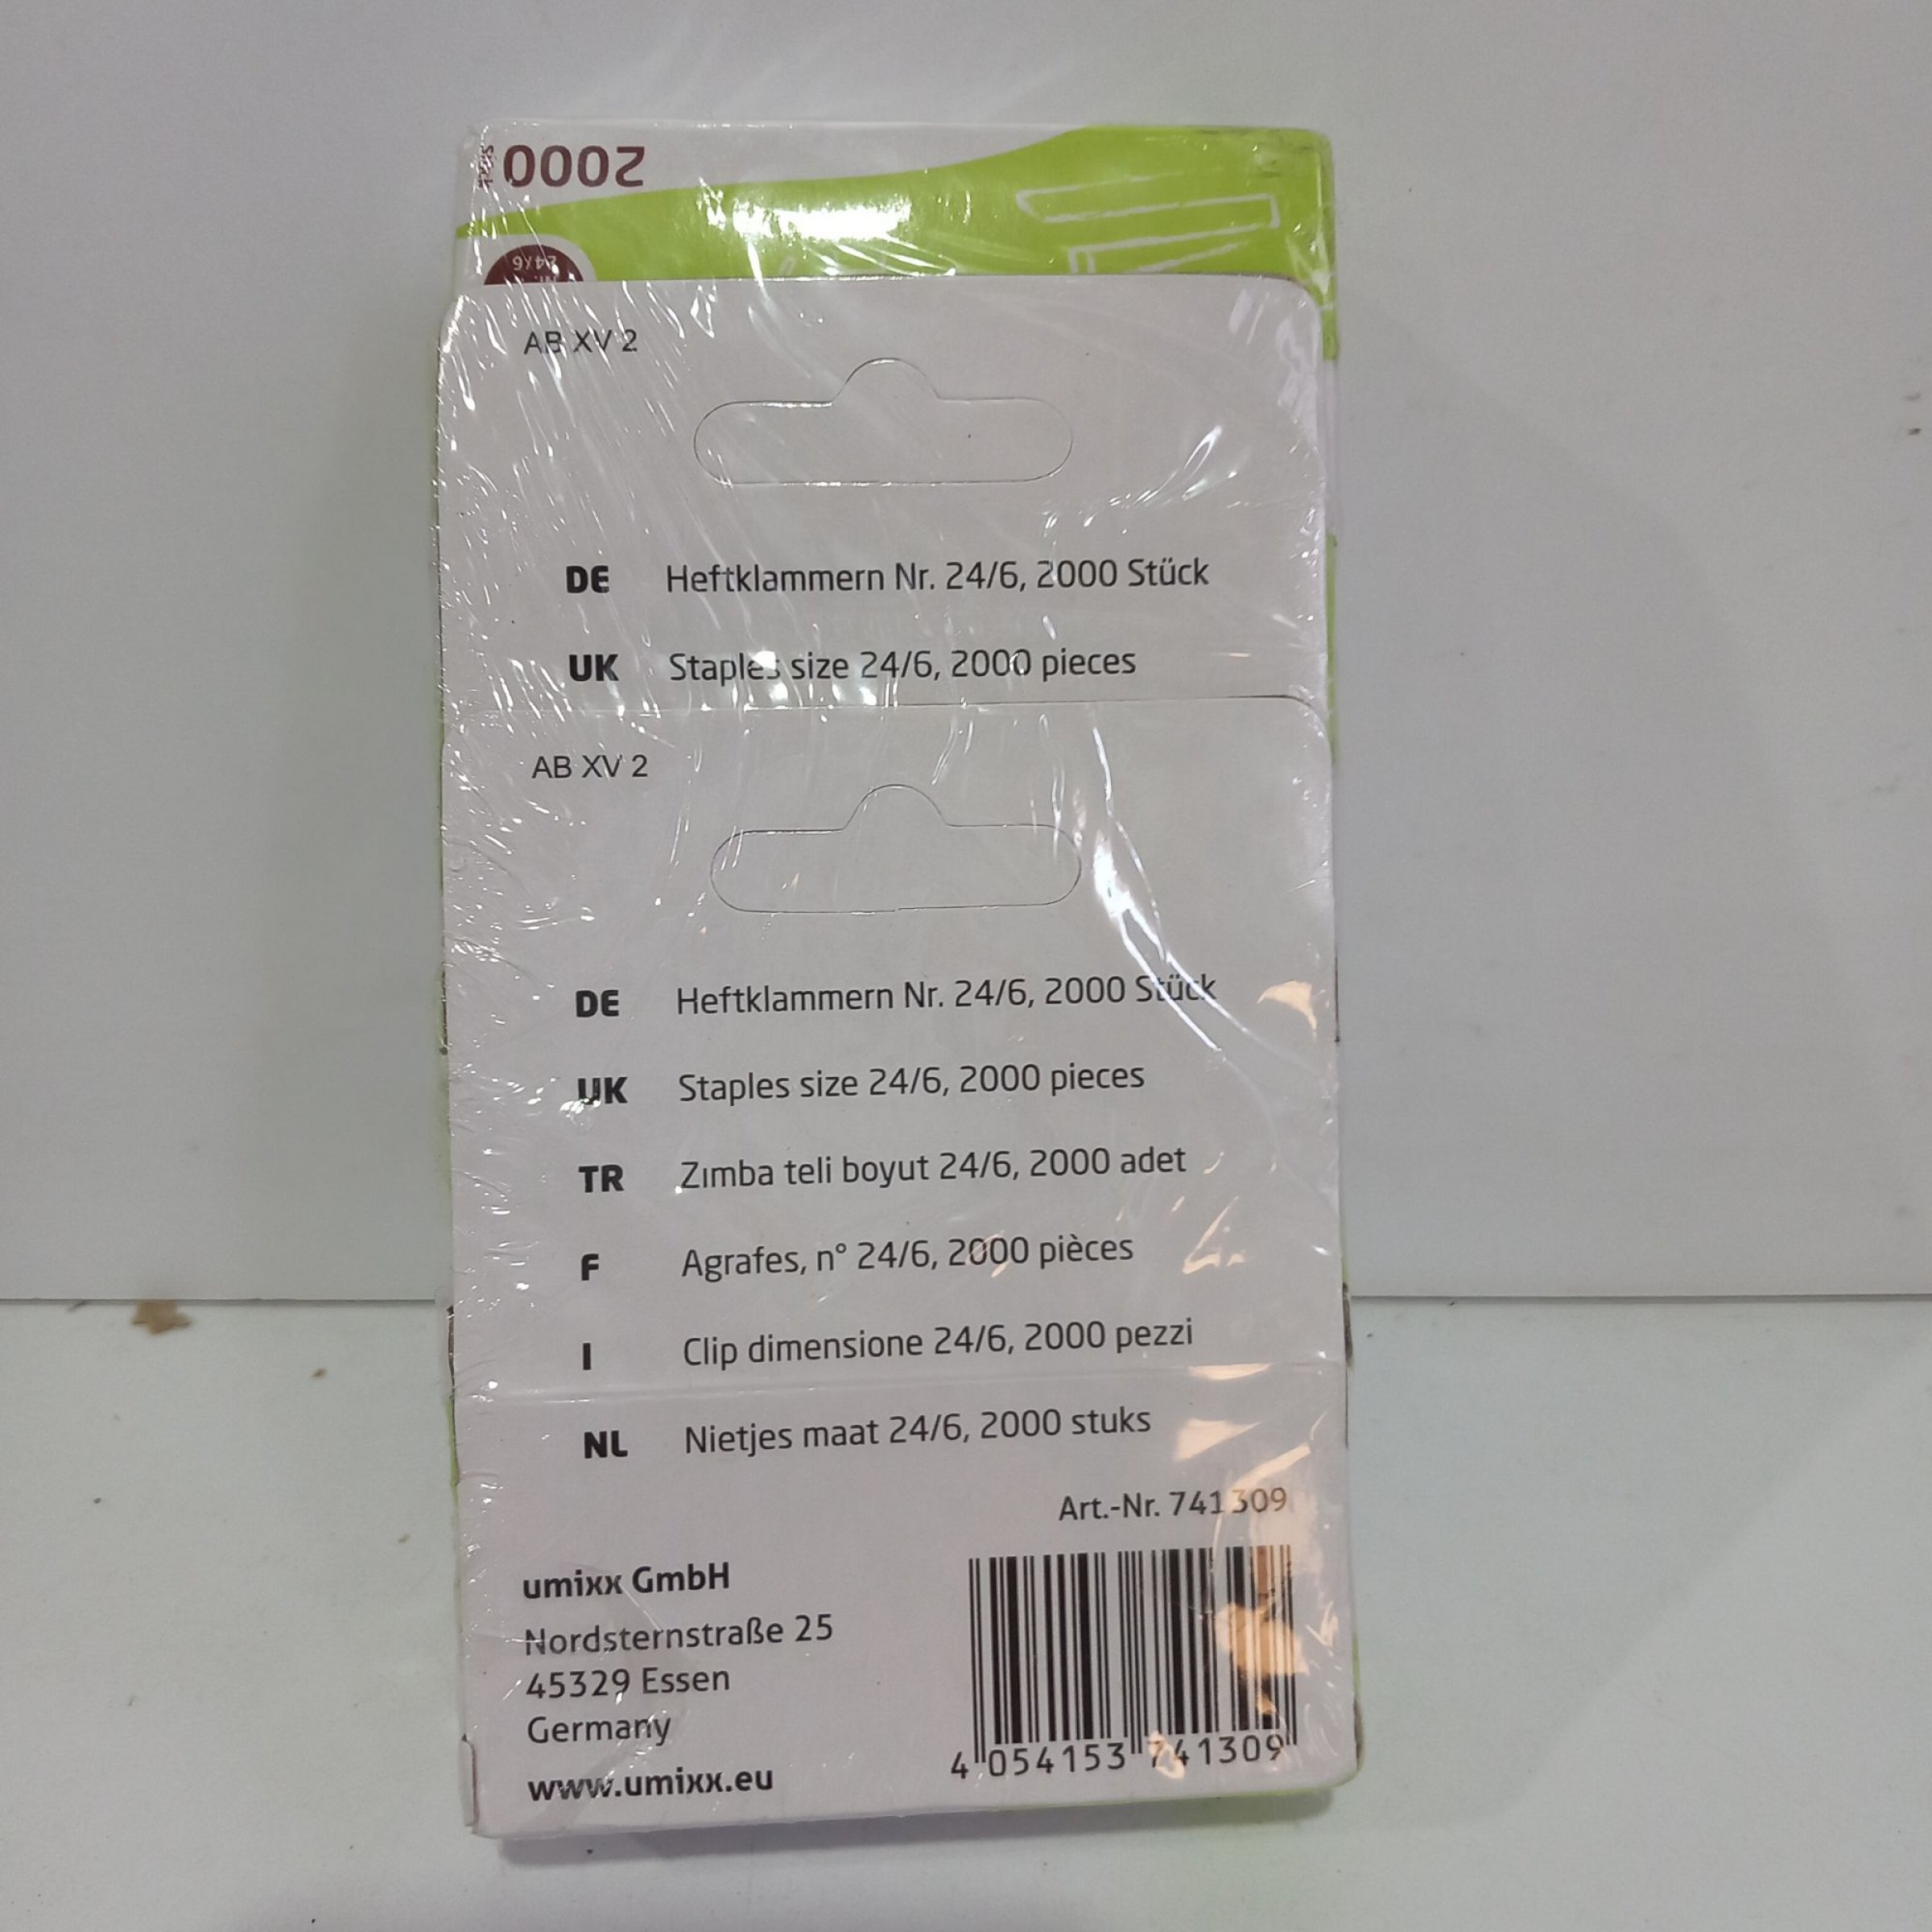 2000
Stück
24/6
Nr.
AB XV 2
DE Heftklammern Nr. 24/6, 2000 Stück
UK Staples size 24/6, 2000 pieces
AB XV 2
DE Heftklammern Nr. 24/6, 2000 Stück
UK Staples size 24/6, 2000 pieces
TR Zımba teli boyut 24/6, 2000 adet
F Agrafes, n° 24/6, 2000 pièces
I Clip dimensione 24/6, 2000 pezzi
NL Nietjes maat 24/6, 2000 stuks
Art.-Nr. 741309
umixx GmbH
Nordsternstraße 25
45329 Essen
Germany
www.umixx.eu
4 054153 741309